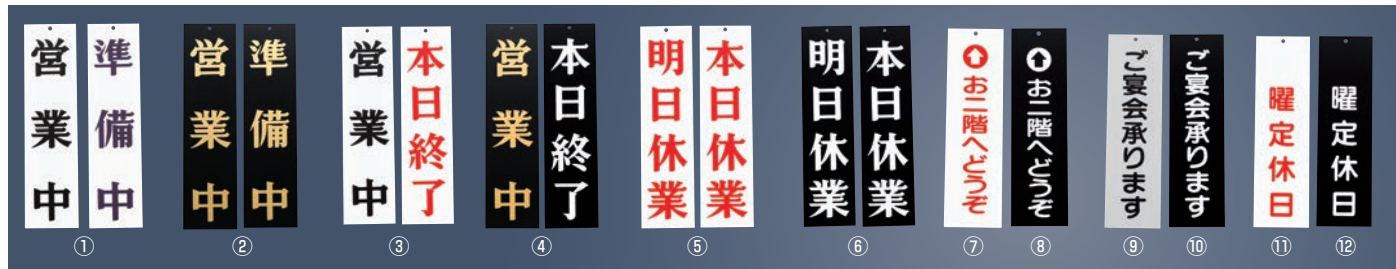 営業中
準備中
①
営業中
準備中
②
営業中
本日終了
③
営業中
本日終了
④
明日休業
本日休業
⑤
明日休業
本日休業
⑥
お二階へどうぞ
⑦
お二階へどうぞ
⑧
ご宴会承ります
⑨
ご宴会承ります
⑩
曜定休日
⑪
曜定休日
⑫